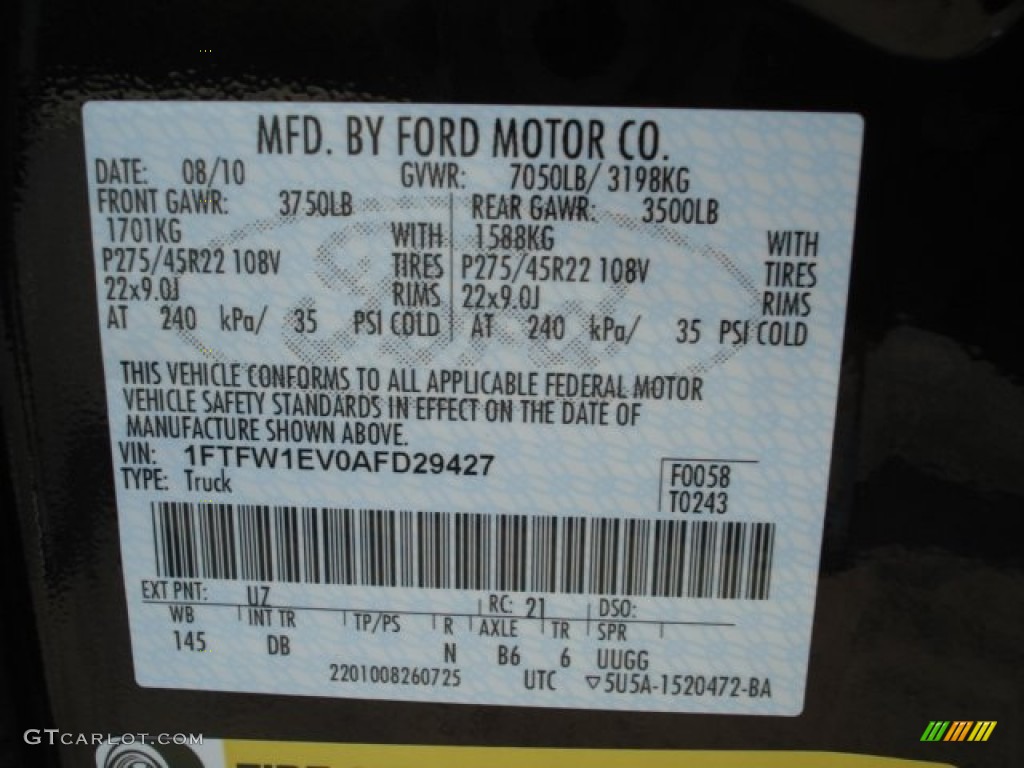 MFD. BY FORD MOTOR CO.
DATE: 08/10 GVWR: 7050LB/ 3198KG
FRONT GAWR: 3750LB REAR GAWR: 3500LB
1701KG WITH 1588KG WITH
P275/45R22 108V TIRES P275/45R22 108V TIRES
22x9.0J RIMS 22x9.0J RIMS
AT 240 kPa/ 35 PSI COLD AT 240 kPa/ 35 PSI COLD
THIS VEHICLE CONFORMS TO ALL APPLICABLE FEDERAL MOTOR
VEHICLE SAFETY STANDARDS IN EFFECT ON THE DATE OF
MANUFACTURE SHOWN ABOVE.
VIN: 1FTFW1EV0AFD29427
TYPE: Truck
F0058
T0243
EXT PNT: UZ RC: 21 DSO:
WB INT TR TP/PS R AXLE TR SPR
145 DB N B6 6 UUGG
2201008260725 UTC ▽5U5A-1520472-BA
GTCARLOT.COM